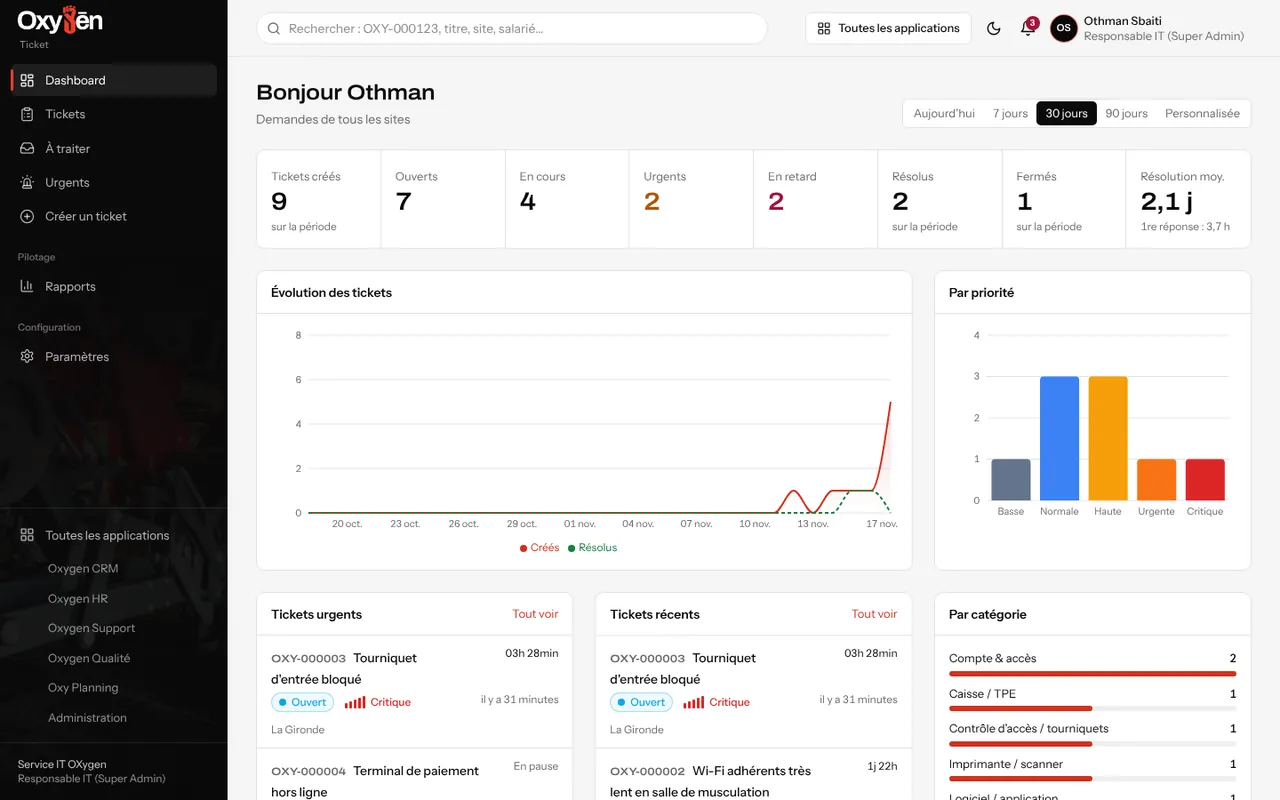 Oxygēn
Ticket
Dashboard
Tickets
À traiter
Urgents
Créer un ticket
Pilotage
Rapports
Configuration
Paramètres
Toutes les applications
Oxygen CRM
Oxygen HR
Oxygen Support
Oxygen Qualité
Oxy Planning
Administration
Service IT OXygen
Responsable IT (Super Admin)
Rechercher : OXY-000123, titre, site, salarié...
Toutes les applications
3
OS
Othman Sbaiti
Responsable IT (Super Admin)
Bonjour Othman
Demandes de tous les sites
Aujourd'hui 7 jours 30 jours 90 jours Personnalisée
Tickets créés
9
sur la période
Ouverts
7
En cours
4
Urgents
2
En retard
2
Résolus
2
sur la période
Fermés
1
sur la période
Résolution moy.
2,1 j
1re réponse : 3,7 h
Évolution des tickets
8
6
4
2
0
20 oct. 23 oct. 26 oct. 29 oct. 01 nov. 04 nov. 07 nov. 10 nov. 13 nov. 17 nov.
Créés Résolus
Par priorité
4
3
2
1
0
Basse Normale Haute Urgente Critique
Tickets urgents Tout voir
OXY-000003 Tourniquet 03h 28min
d'entrée bloqué
Ouvert Critique il y a 31 minutes
La Gironde
OXY-000004 Terminal de paiement En pause
hors ligne
Tickets récents Tout voir
OXY-000003 Tourniquet 03h 28min
d'entrée bloqué
Ouvert Critique il y a 31 minutes
La Gironde
OXY-000002 Wi-Fi adhérents très 1j 22h
lent en salle de musculation
Par catégorie
Compte & accès 2
Caisse / TPE 1
Contrôle d'accès / tourniquets 1
Imprimante / scanner 1
Logiciel / application 1